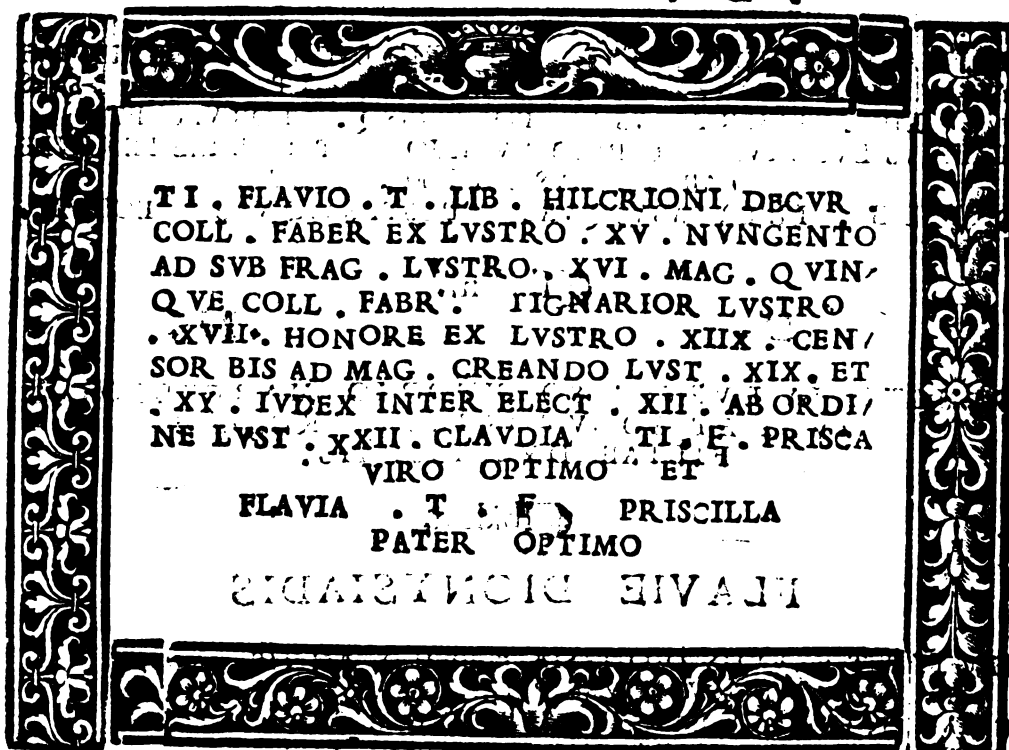 TI . FLAVIO . T . LIB . HILCRIONI DECVR .
COLL . FABER EX LVSTRO . XV . NVNGENTO
AD SVB FRAG . LVSTRO . XVI . MAG . QVIN/
QVE COLL . FABR . TIGNARIOR LVSTRO
. XVII . HONORE EX LVSTRO . XIIX . CEN/
SOR BIS AD MAG . CREANDO LVST . XIX . ET
. XV . IVDEX INTER ELECT . XII . AB ORDI/
NE LVST . XXII . CLAVDIA TI . F . PRISCA
VIRO OPTIMO ET
FLAVIA . T . F . PRISCILLA
PATER OPTIMO